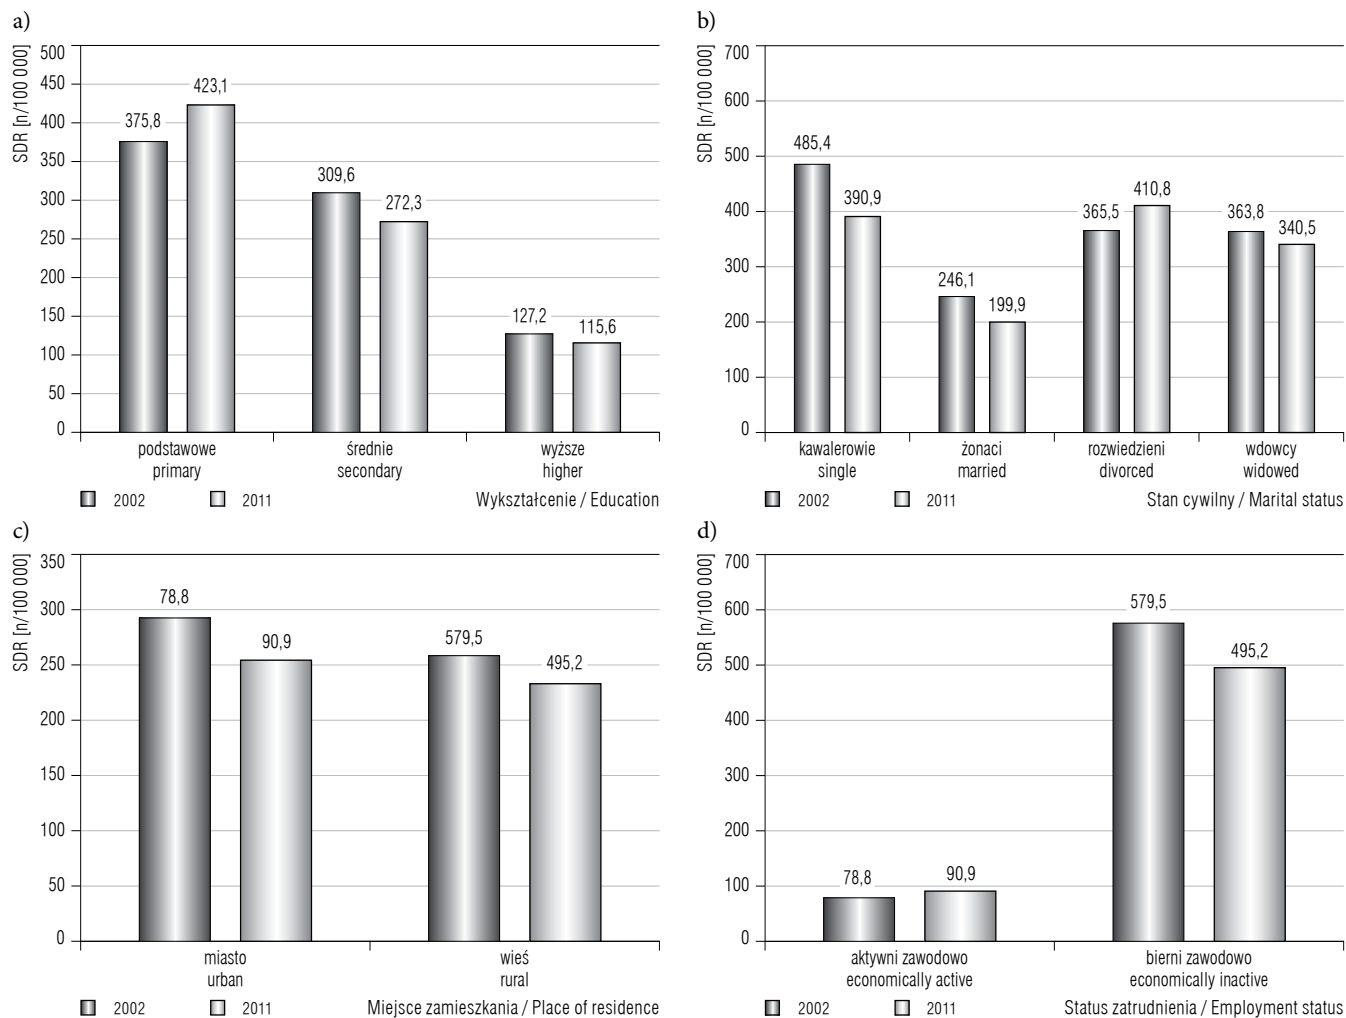 a)
SDR [n/100 000]
500
450
400
350
300
250
200
150
100
50
0
375,8
423,1
309,6
272,3
127,2
115,6
podstawowe
primary
średnie
secondary
wyższe
higher
2002
2011
Wykształcenie / Education
b)
SDR [n/100 000]
700
600
500
400
300
200
100
0
485,4
390,9
246,1
199,9
365,5
410,8
363,8
340,5
kawalerowie
single
żonaci
married
rozwiedzieni
divorced
wdowcy
widowed
2002
2011
Stan cywilny / Marital status
c)
SDR [n/100 000]
350
300
250
200
150
100
50
0
78,8
90,9
579,5
495,2
miasto
urban
wieś
rural
2002
2011
Miejsce zamieszkania / Place of residence
d)
SDR [n/100 000]
700
600
500
400
300
200
100
0
78,8
90,9
579,5
495,2
aktywni zawodowo
economically active
bierni zawodowo
economically inactive
2002
2011
Status zatrudnienia / Employment status